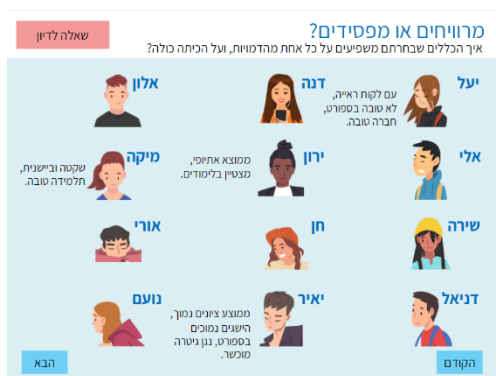 מרוויחים או מפסידים?
שאלה לדיון
איך הכללים שבחרתם משפיעים על כל אחת מהדמויות, ועל הכיתה כולה?
יעל
עם לקות ראייה,
לא טובה בספורט,
חברה טובה.
דנה
אלון
אלי
ממוצא אתיופי,
מצטיין בלימודים.
ירון
שקטה וביישנית,
תלמידה טובה.
מיקה
שירה
חן
אורי
דניאל
ממוצע ציונים נמוך,
הישגים נמוכים
בספורט, נגן גיטרה
מוכשר.
יאיר
נועם
הקודם
הבא